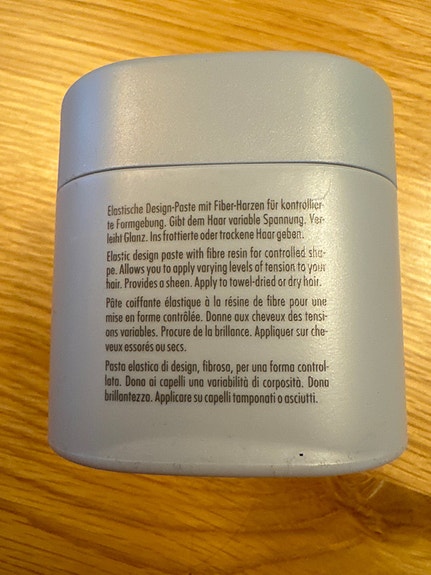 Elastische Design-Paste mit Fiber-Harzen für kontrollier-
te Formgebung. Gibt dem Haar variable Spannung. Ver-
leiht Glanz. Ins frottierte oder trockene Haar geben.
Elastic design paste with fibre resin for controlled sha-
pe. Allows you to apply varying levels of tension to your
hair. Provides a sheen. Apply to towel-dried or dry hair.
Pâte coiffante élastique à la résine de fibre pour une
mise en forme contrôlée. Donne aux cheveux des tensi-
ons variables. Procure de la brillance. Appliquer sur che-
veux essorés ou secs.
Pasta elastica di design, fibrosa, per una forma control-
lata. Dona ai capelli una variabilità di corposità. Dona
brillantezza. Applicare su capelli tamponati o asciutti.